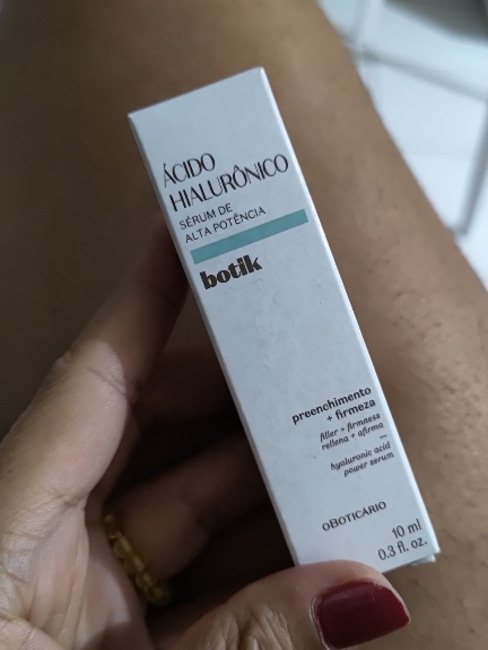 ÁCIDO
HIALURÔNICO
SÉRUM DE
ALTA POTÊNCIA
botik
preenchimento
+ firmeza
filler + firmness
rellena + afirma
—
hyaluronic acid
power serum
oBOTICÁRIO
10 ml
0.3 fl. oz.